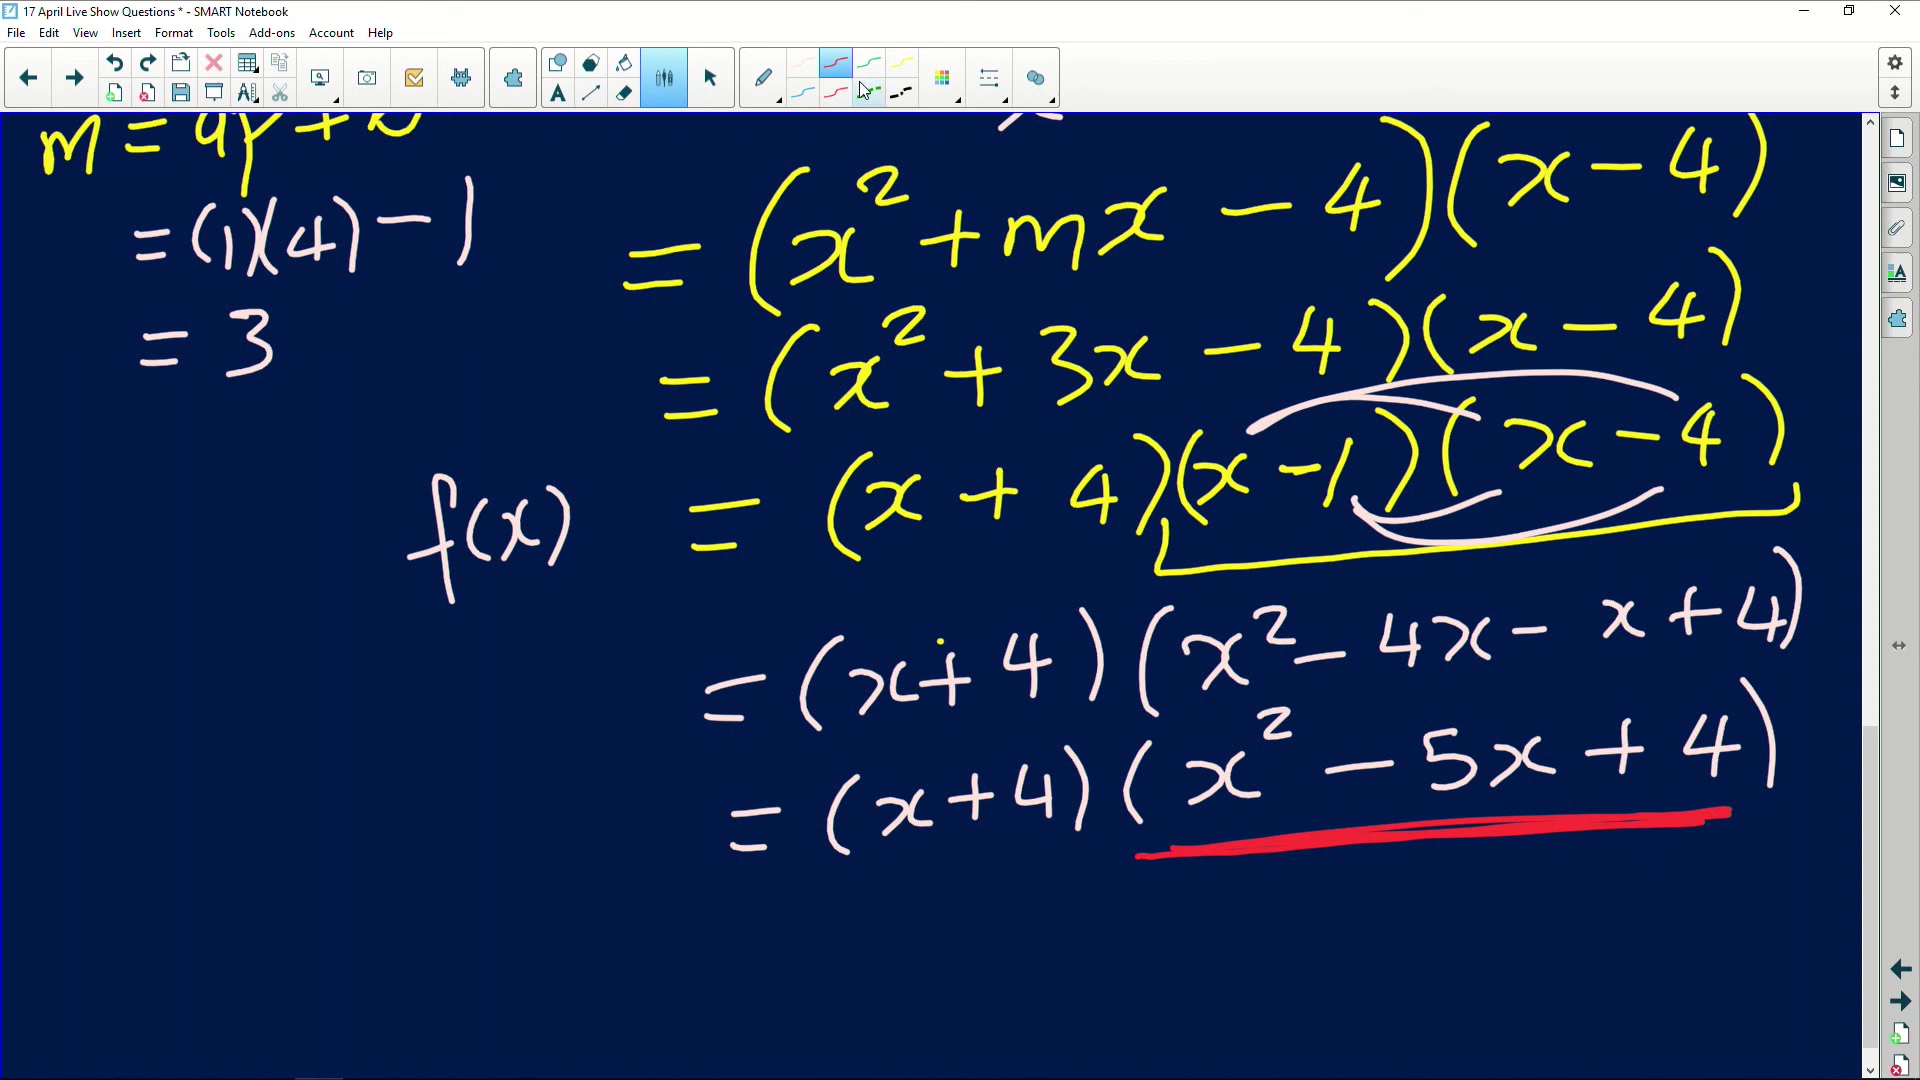 17 April Live Show Questions * - SMART Notebook
File Edit View Insert Format Tools Add-ons Account Help
m =
= (1)(4) - 1
= 3
= (x² + mx - 4)(x - 4)
= (x² + 3x - 4)(x - 4)
f(x) = (x + 4)(x - 1)(x - 4)
= (x + 4)(x² - 4x - x + 4)
= (x + 4)(x² - 5x + 4)